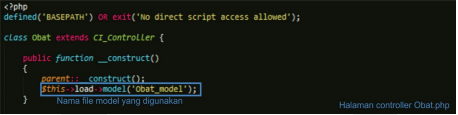 <?php
defined('BASEPATH') OR exit('No direct script access allowed');
class Obat extends CI_Controller {
public function __construct()
{
parent::__construct();
$this->load->model('Obat_model');
Nama file model yang digunakan
}
Halaman controller Obat.php